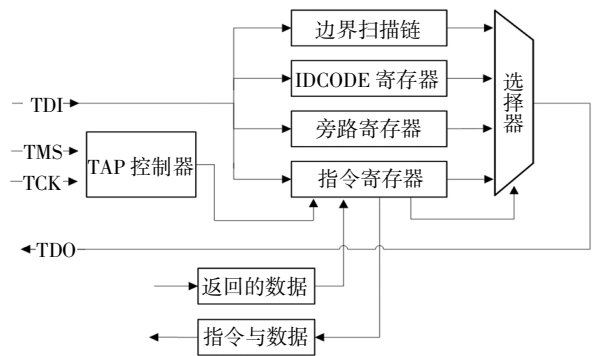 边界扫描链
IDCODE 寄存器
TDI
旁路寄存器
选择器
TMS
TAP 控制器
TCK
指令寄存器
TDO
返回的数据
指令与数据